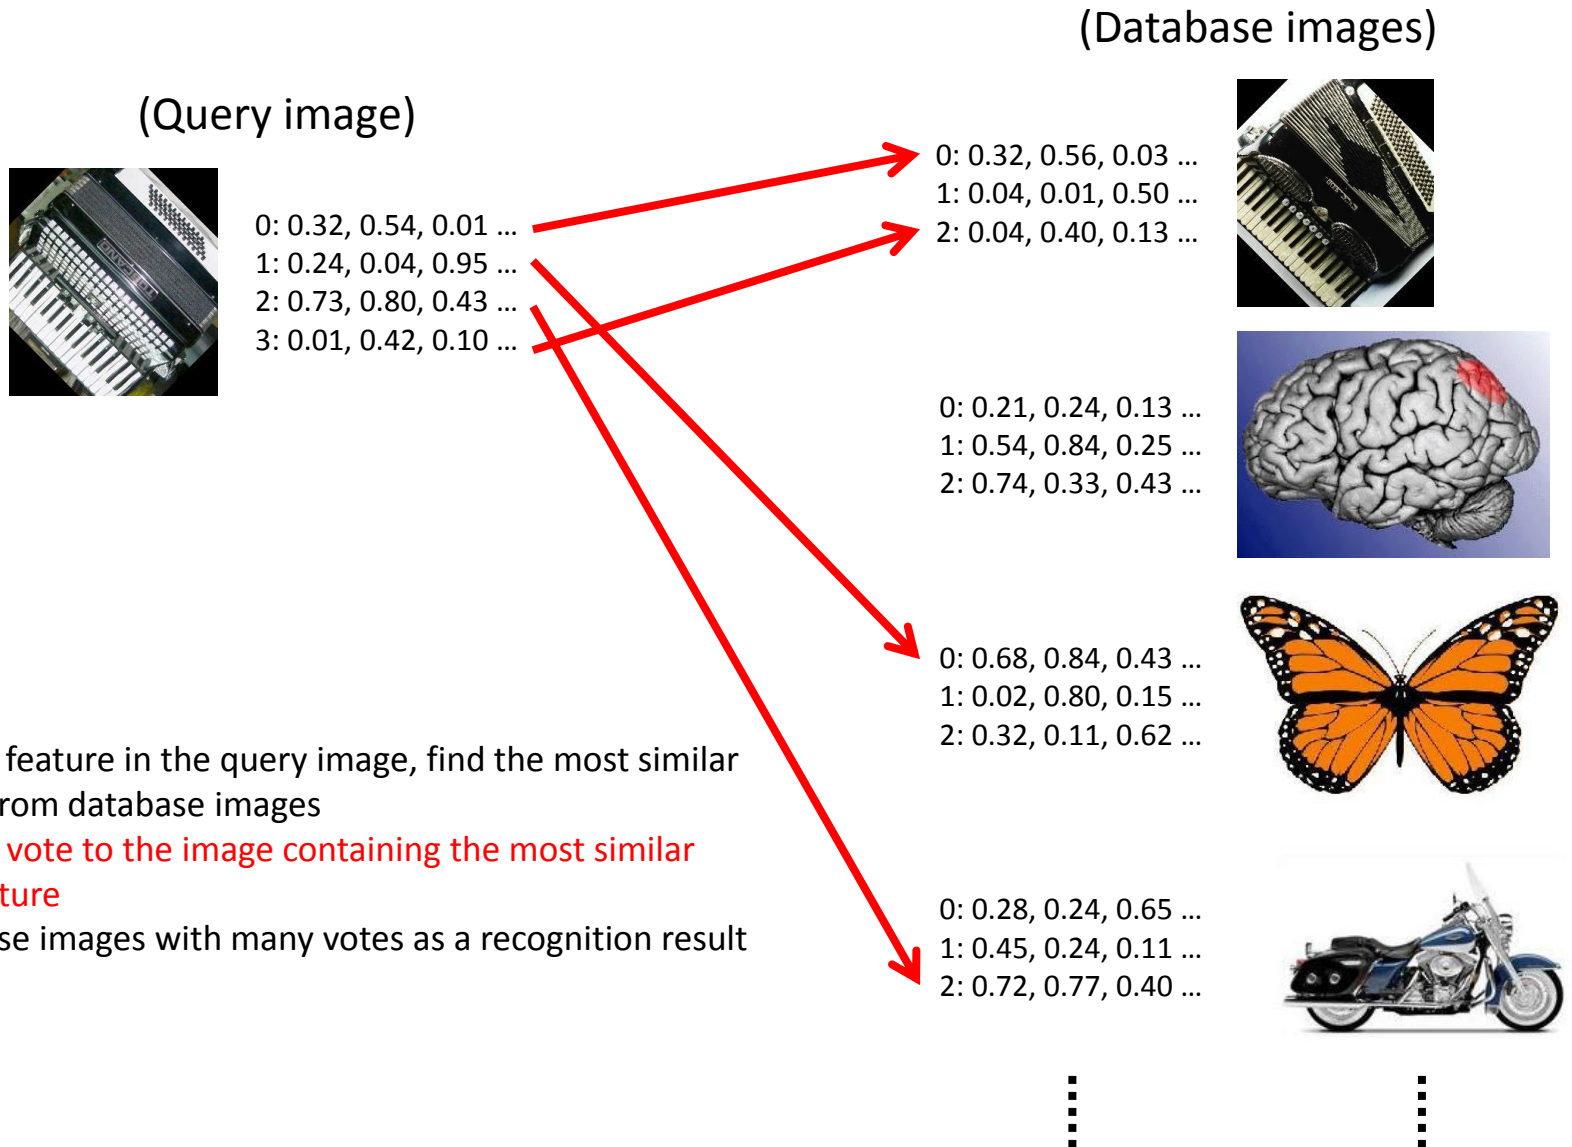 (Database images)
(Query image)
0: 0.32, 0.54, 0.01 ...
1: 0.24, 0.04, 0.95 ...
2: 0.73, 0.80, 0.43 ...
3: 0.01, 0.42, 0.10 ...
0: 0.32, 0.56, 0.03 ...
1: 0.04, 0.01, 0.50 ...
2: 0.04, 0.40, 0.13 ...
0: 0.21, 0.24, 0.13 ...
1: 0.54, 0.84, 0.25 ...
2: 0.74, 0.33, 0.43 ...
0: 0.68, 0.84, 0.43 ...
1: 0.02, 0.80, 0.15 ...
2: 0.32, 0.11, 0.62 ...
0: 0.28, 0.24, 0.65 ...
1: 0.45, 0.24, 0.11 ...
2: 0.72, 0.77, 0.40 ...
feature in the query image, find the most similar
rom database images
vote to the image containing the most similar
ture
se images with many votes as a recognition result